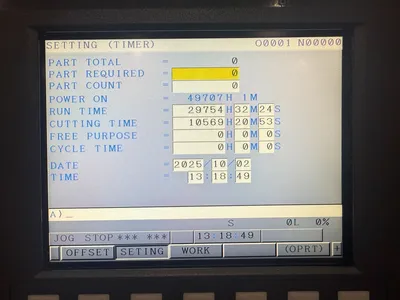 SETTING (TIMER) O0001 N00000
PART TOTAL = 0
PART REQUIRED = 0
PART COUNT = 0
POWER ON = 49707H 1M
RUN TIME = 29754H32M24S
CUTTING TIME = 10569H20M53S
FREE PURPOSE = 0H 0M 0S
CYCLE TIME = 0H 0M 0S
DATE = 2025/10/02
TIME = 13:18:49
A)_
S 0L 0%
JOG STOP *** *** 13:18:49
OFFSET SETING WORK (OPRT) +